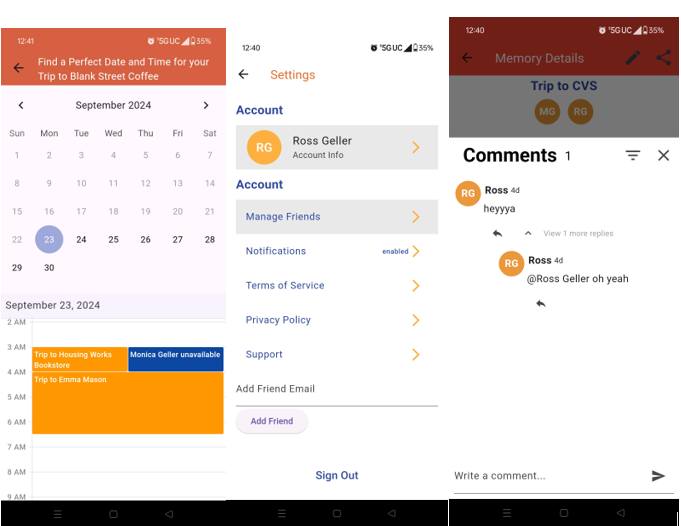 12:41
5G UC 35%
Find a Perfect Date and Time for your
Trip to Blank Street Coffee
September 2024
Sun Mon Tue Wed Thu Fri Sat
1 2 3 4 5 6 7
8 9 10 11 12 13 14
15 16 17 18 19 20 21
22 23 24 25 26 27 28
29 30
September 23, 2024
2 AM
3 AM
Trip to Housing Works
Bookstore
Monica Geller unavailable
4 AM
Trip to Emma Mason
5 AM
6 AM
7 AM
8 AM
9 AM
12:40
5G UC 35%
Settings
Account
RG
Ross Geller
Account Info
Account
Manage Friends
Notifications enabled
Terms of Service
Privacy Policy
Support
Add Friend Email
Add Friend
Sign Out
12:40
5G UC 35%
Memory Details
Trip to CVS
MG RG
Comments 1
RG
Ross 4d
heyyya
View 1 more replies
RG
Ross 4d
@Ross Geller oh yeah
Write a comment...